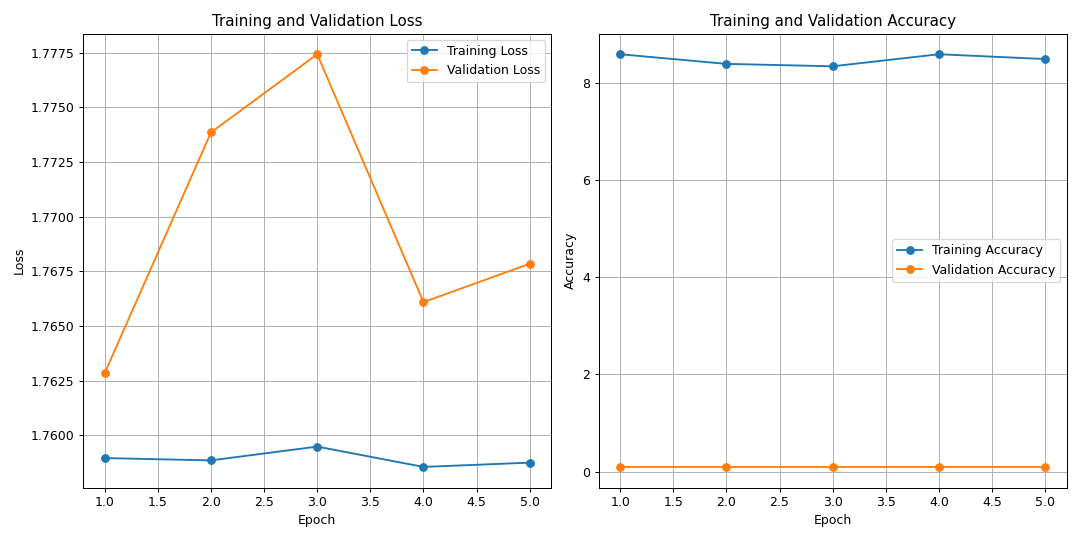 Training and Validation Loss
Training Loss
Validation Loss
1.7775
1.7750
1.7725
1.7700
1.7675
1.7650
1.7625
1.7600
Loss
1.0 1.5 2.0 2.5 3.0 3.5 4.0 4.5 5.0
Epoch
Training and Validation Accuracy
8
6
4
2
0
Accuracy
Training Accuracy
Validation Accuracy
1.0 1.5 2.0 2.5 3.0 3.5 4.0 4.5 5.0
Epoch